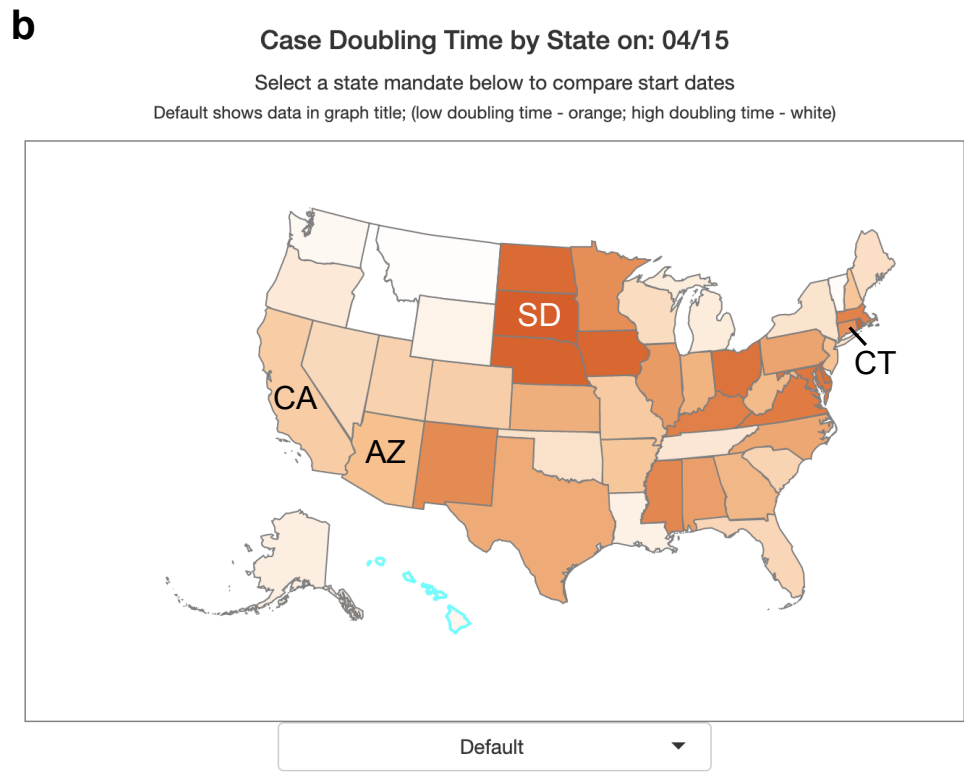 b
Case Doubling Time by State on: 04/15
Select a state mandate below to compare start dates
Default shows data in graph title; (low doubling time - orange; high doubling time - white)
SD
CT
CA
AZ
Default